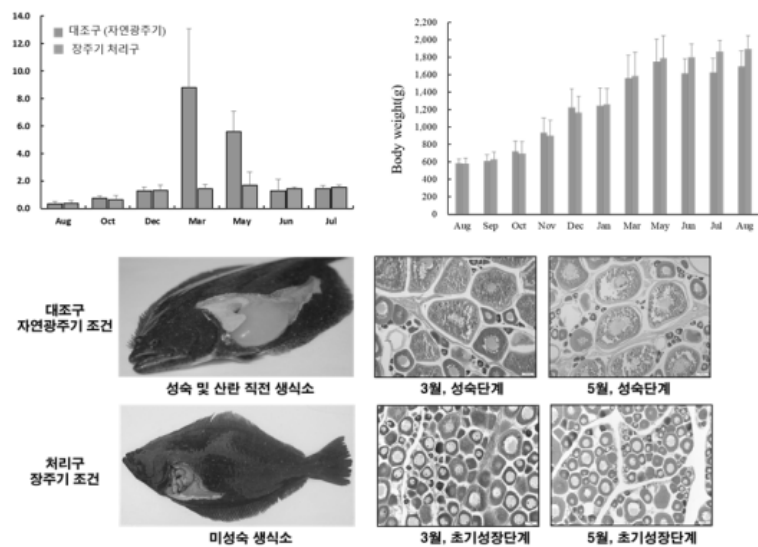 14.0
12.0
10.0
8.0
6.0
4.0
2.0
0.0
대조구 (자연광주기)
장주기 처리구
Aug Oct Dec Mar May Jun Jul
Body weight(g)
2,200
2,000
1,800
1,600
1,400
1,200
1,000
800
600
400
200
0
Aug Sep Oct Nov Dec Jan Mar May Jun Jul Aug
대조구
자연광주기 조건
성숙 및 산란 직전 생식소
3월, 성숙단계
5월, 성숙단계
처리구
장주기 조건
미성숙 생식소
3월, 초기성장단계
5월, 초기성장단계